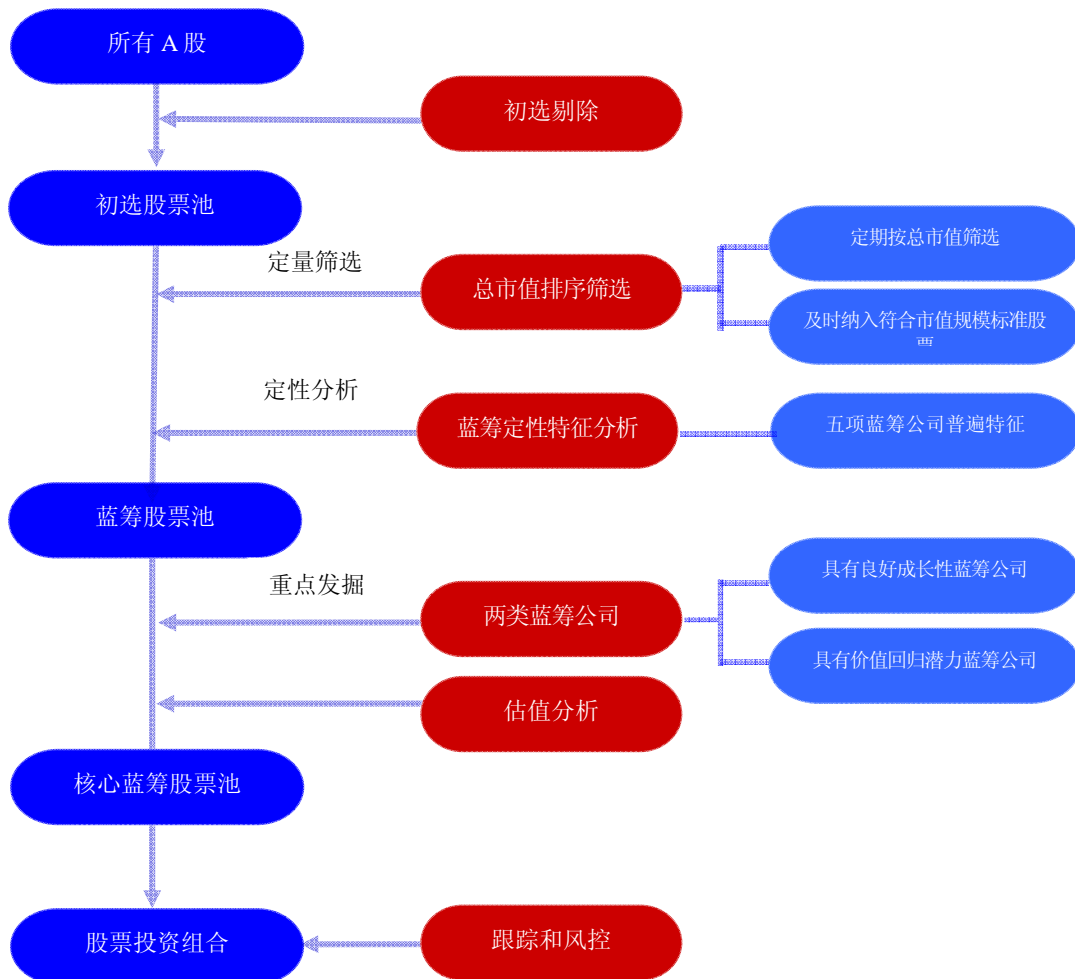 所有 A 股
初选剔除
初选股票池
定期按总市值筛选
定量筛选
总市值排序筛选
及时纳入符合市值规模标准股
票
定性分析
蓝筹定性特征分析
五项蓝筹公司普遍特征
蓝筹股票池
重点发掘
具有良好成长性蓝筹公司
两类蓝筹公司
具有价值回归潜力蓝筹公司
估值分析
核心蓝筹股票池
股票投资组合
跟踪和风控